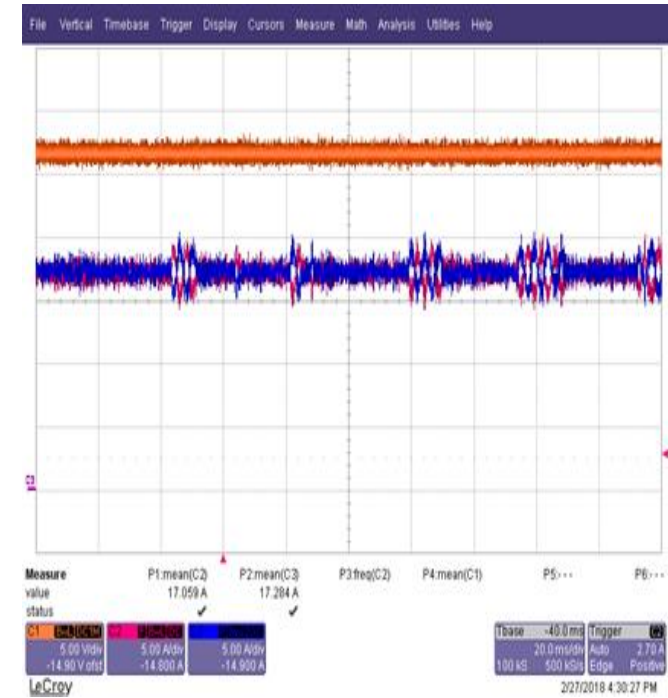 File Vertical Timebase Trigger Display Cursors Measure Math Analysis Utilities Help
Measure P1:mean(C2) P2:mean(C3) P3:freq(C2) P4:mean(C1) P5:--- P6:---
value 17.059 A 17.284 A
status ✓ ✓
C1 BwL DC1M C2
5.00 V/div 5.00 A/div 5.00 A/div
-14.90 V ofst -14.800 A -14.900 A
Tbase -40.0 ms Trigger
20.0 ms/div Auto 2.70 A
100 kS 500 kS/s Edge Positive
LeCroy 2/27/2018 4:30:27 PM